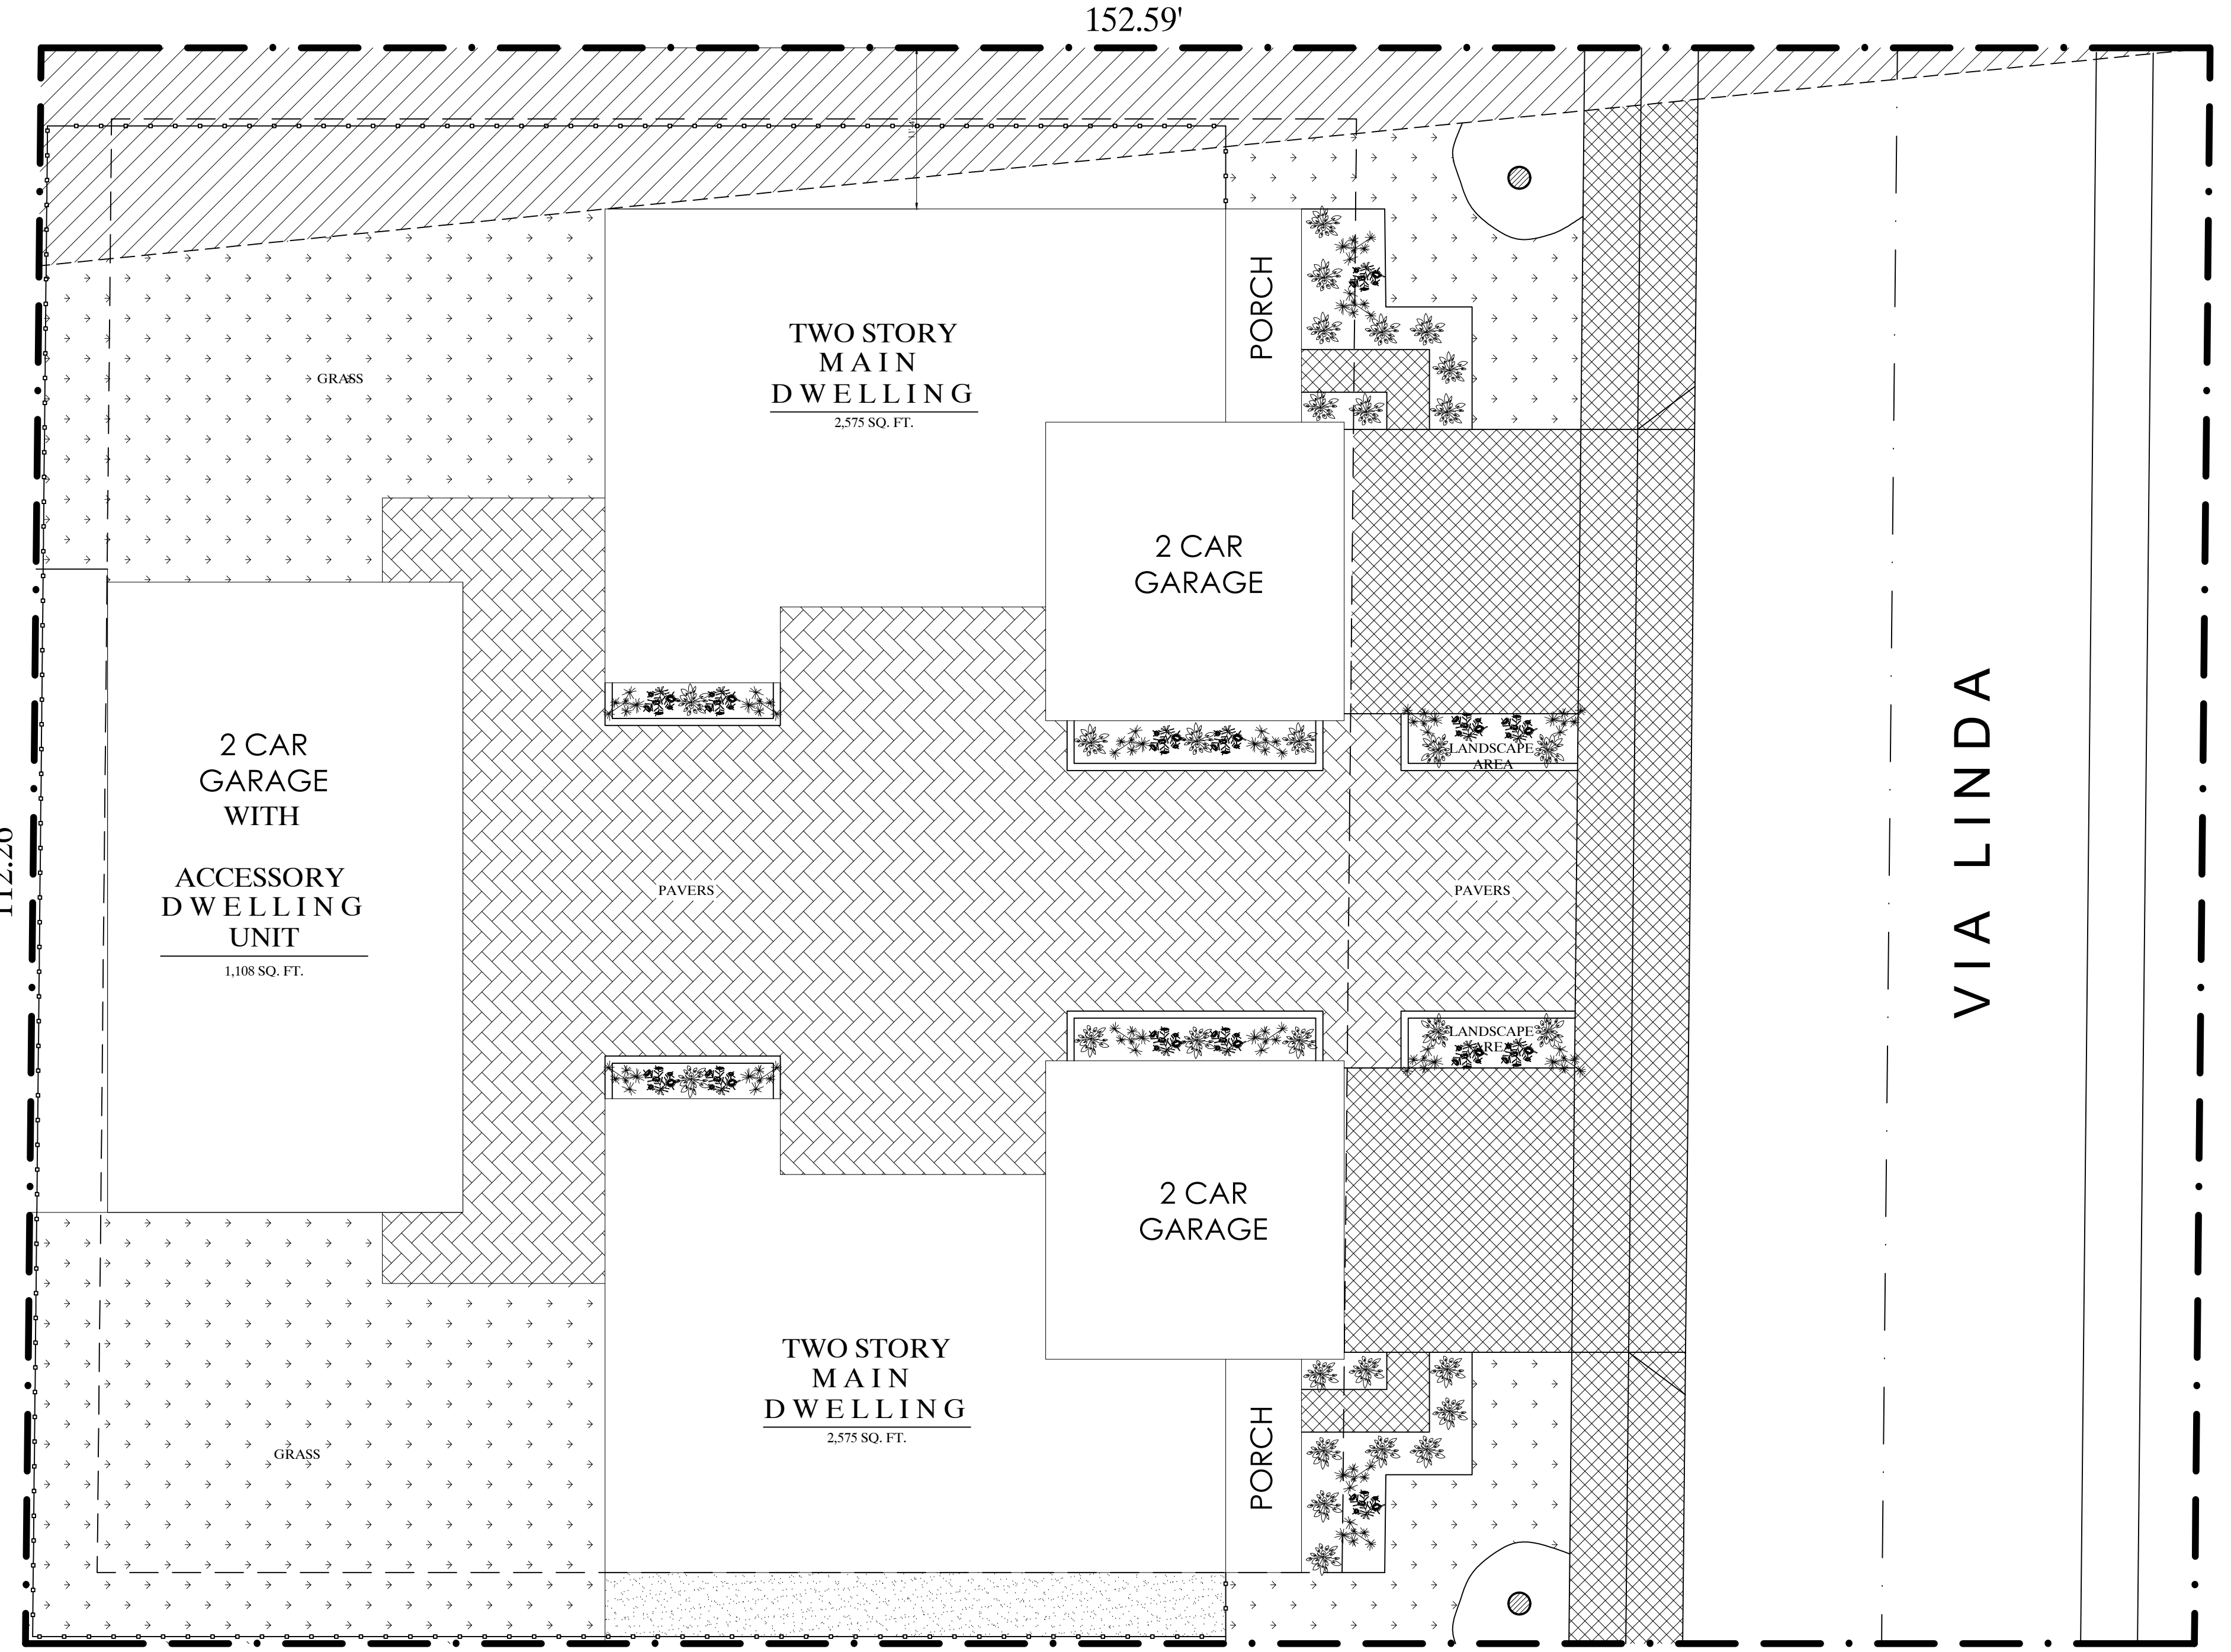 152.59'
TWO STORY
MAIN
DWELLING
2,575 SQ. FT.
PORCH
GRASS
2 CAR
GARAGE
2 CAR
GARAGE
WITH
ACCESSORY
DWELLING
UNIT
1,108 SQ. FT.
LANDSCAPE
AREA
PAVERS
PAVERS
VIA LINDA
LANDSCAPE
AREA
2 CAR
GARAGE
TWO STORY
MAIN
DWELLING
2,575 SQ. FT.
PORCH
GRASS